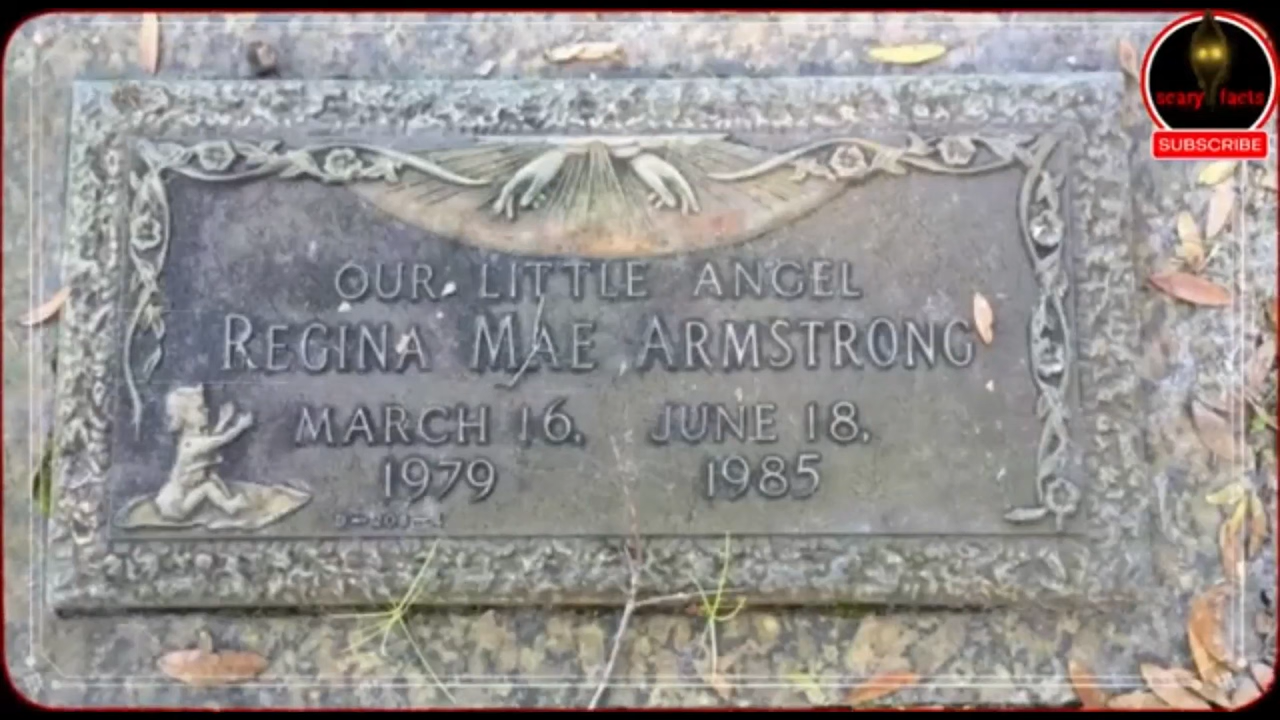 scary facts
SUBSCRIBE
OUR LITTLE ANGEL
REGINA MAE ARMSTRONG
MARCH 16, JUNE 18,
1979 1985